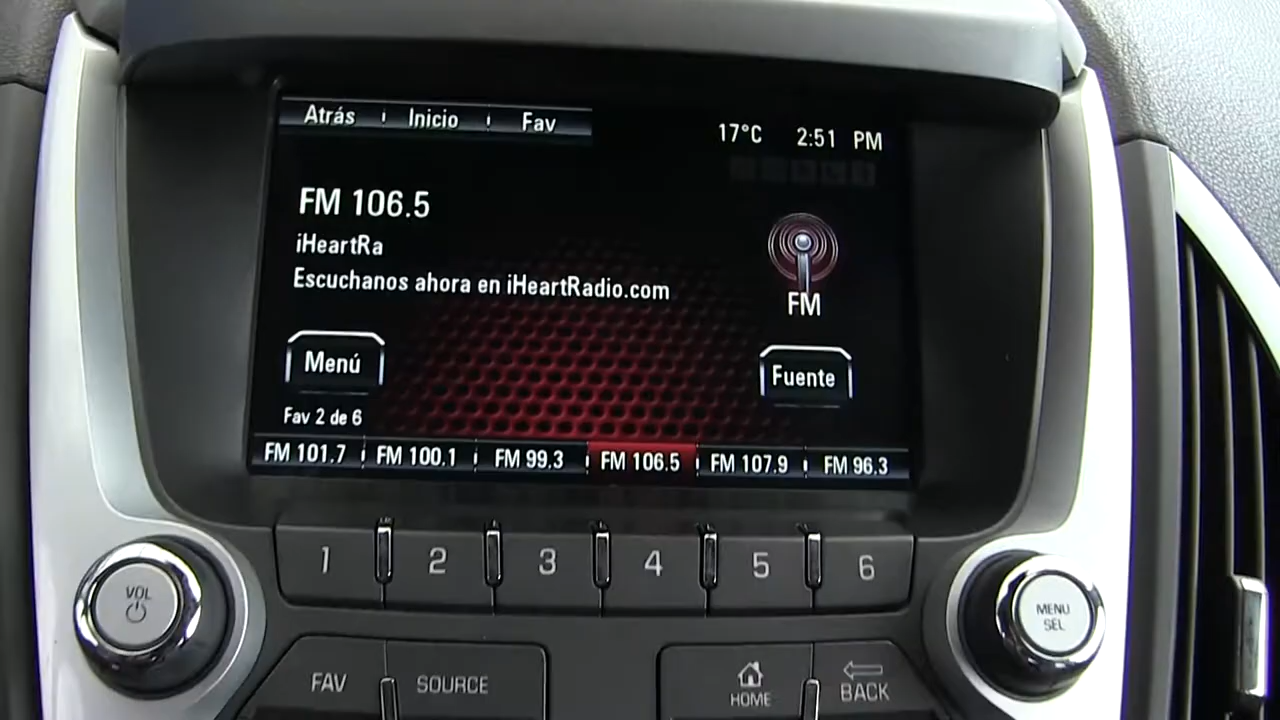 Atrás Inicio Fav
17°C 2:51 PM
FM 106.5
iHeartRa
Escuchanos ahora en iHeartRadio.com
FM
Menú
Fuente
Fav 2 de 6
FM 101.7 FM 100.1 FM 99.3 FM 106.5 FM 107.9 FM 96.3
1 2 3 4 5 6
VOL
MENU
SEL
FAV SOURCE HOME BACK